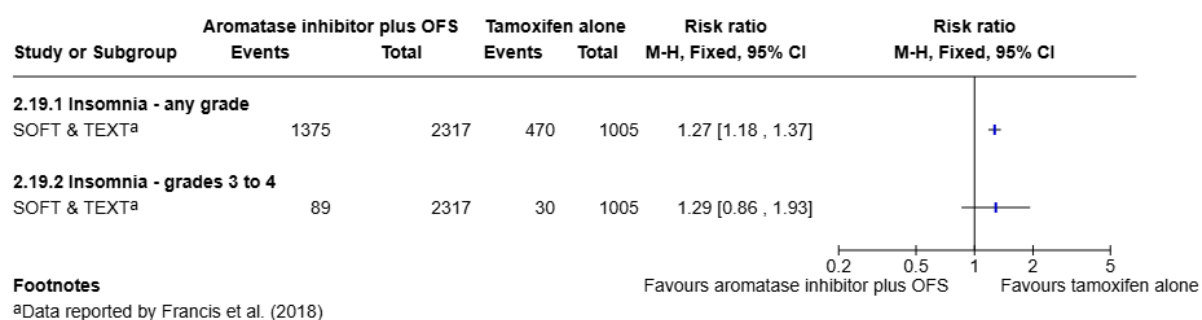 Aromatase inhibitor plus OFS Tamoxifen alone Risk ratio Risk ratio
Study or Subgroup Events Total Events Total M-H, Fixed, 95% CI M-H, Fixed, 95% CI
2.19.1 Insomnia - any grade
SOFT & TEXTa 1375 2317 470 1005 1.27 [1.18 , 1.37]
2.19.2 Insomnia - grades 3 to 4
SOFT & TEXTa 89 2317 30 1005 1.29 [0.86 , 1.93]
0.2 0.5 1 2 5
Footnotes Favours aromatase inhibitor plus OFS Favours tamoxifen alone
aData reported by Francis et al. (2018)